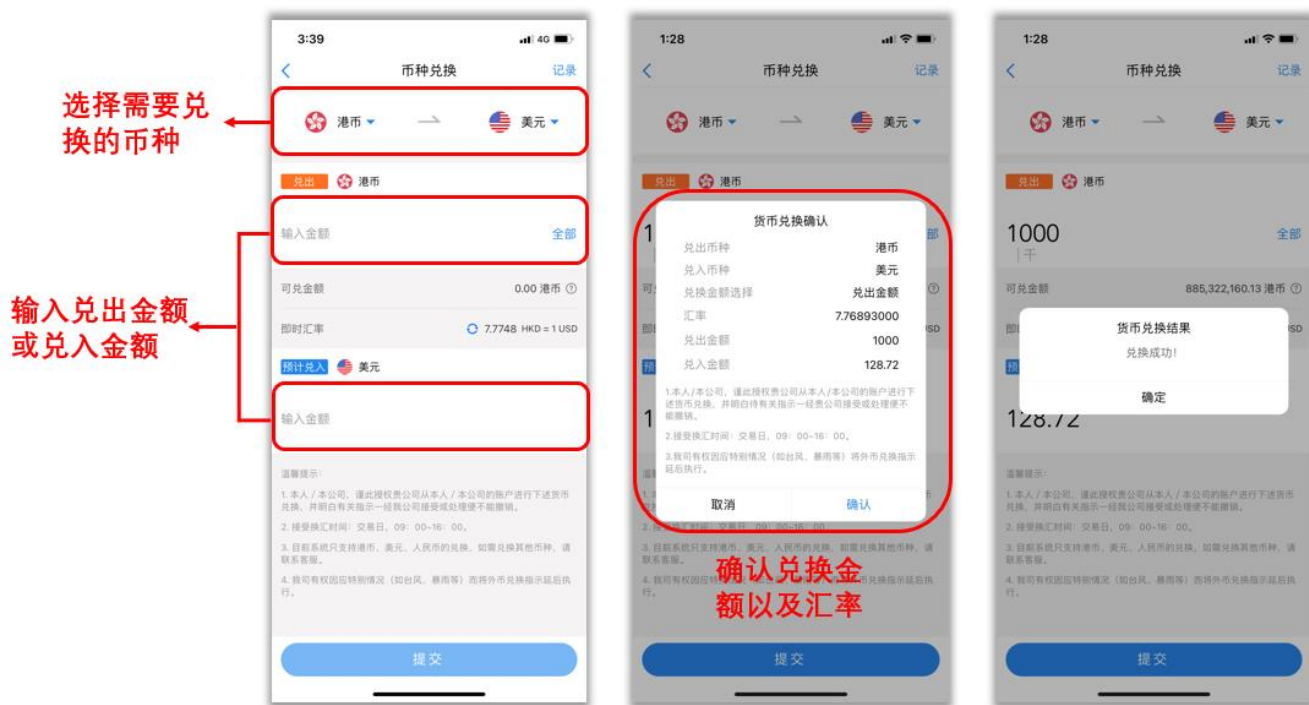 选择需要兑
换的币种
输入兑出金额
或兑入金额
3:39
4G
币种兑换
记录
港币
美元
兑出
港币
输入金额
全部
可兑金额
0.00 港币
即时汇率
7.7748 HKD = 1 USD
预计兑入
美元
输入金额
温馨提示:
1. 本人 / 本公司，谨此授权贵公司从本人 / 本公司的账户进行下述货币
兑换，并明白有关指示一经我公司接受或处理便不能撤销。
2. 接受换汇时间: 交易日，09: 00-16: 00。
3. 目前系统只支持港币、美元、人民币的兑换，如需兑换其他币种，请
联系客服。
4. 我司有权因应特别情况（如台风、暴雨等）而将外币兑换指示延后执
行。
提交
1:28
币种兑换
记录
港币
美元
兑出
港币
货币兑换确认
兑出币种
港币
兑入币种
美元
兑换金额选择
兑出金额
汇率
7.76893000
兑出金额
1000
兑入金额
128.72
1.本人/本公司，谨此授权贵公司从本人/本公司的账户进行下
述货币兑换，并明白待有关指示一经贵公司接受或处理便不
能撤销。
2.接受换汇时间: 交易日，09: 00-16: 00。
3.我司有权因应特别情况（如台风、暴雨等）将外币兑换指示
延后执行。
取消
确认
确认兑换金
额以及汇率
提交
1:28
币种兑换
记录
港币
美元
兑出
港币
1000
全部
千
可兑金额
885,322,160.13 港币
货币兑换结果
兑换成功!
确定
128.72
温馨提示:
1. 本人 / 本公司，谨此授权贵公司从本人 / 本公司的账户进行下述货币
兑换，并明白有关指示一经我公司接受或处理便不能撤销。
2. 接受换汇时间: 交易日，09: 00-16: 00。
3. 目前系统只支持港币、美元、人民币的兑换，如需兑换其他币种，请
联系客服。
4. 我司有权因应特别情况（如台风、暴雨等）而将外币兑换指示延后执
行。
提交